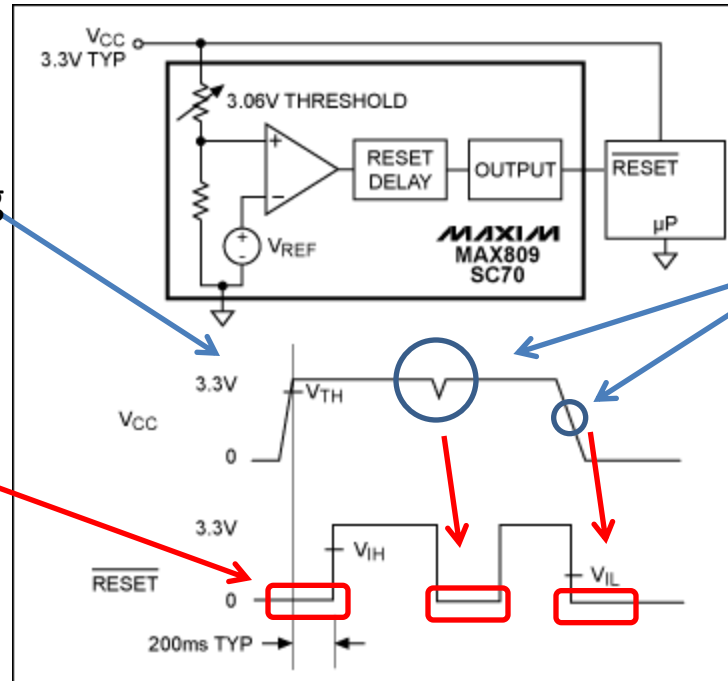 VCC
3.3V TYP
3.06V THRESHOLD
+
−
RESET
DELAY
OUTPUT
RESET
µP
+
-
VREF
MAXIM
MAX809
SC70
3.3V
VTH
VCC
0
3.3V
VIH
RESET
0
VIL
200ms TYP